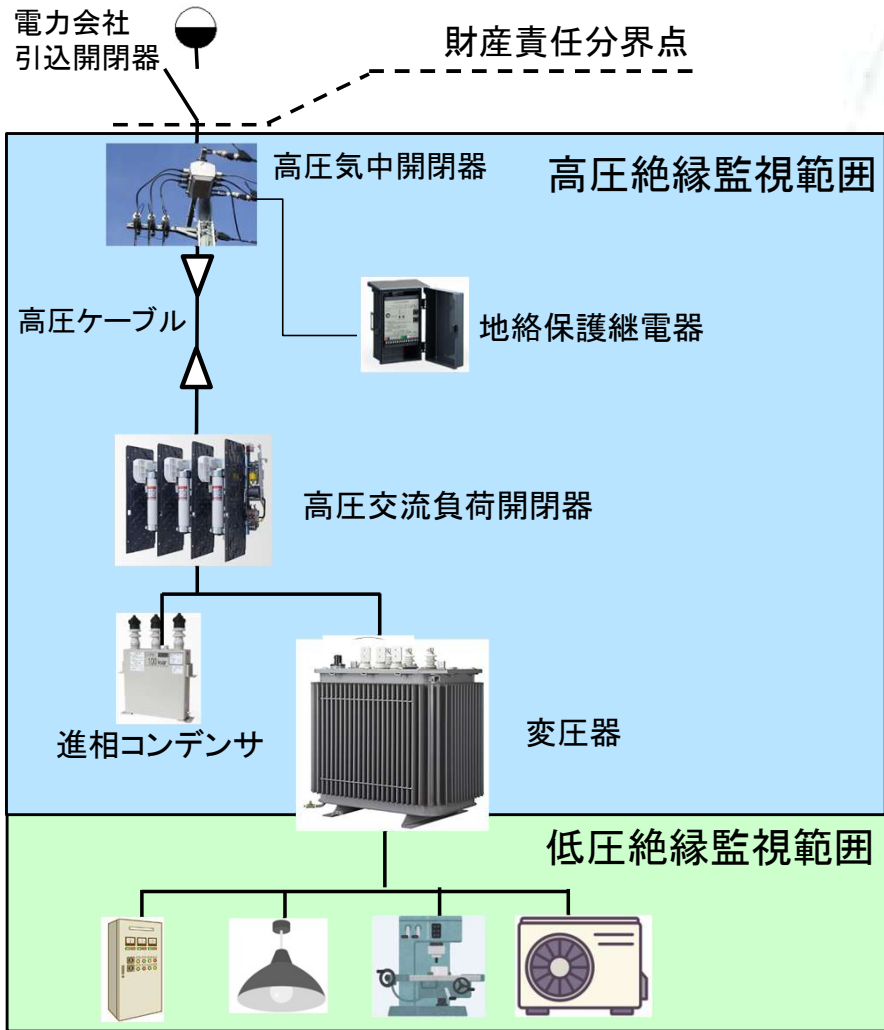 電力会社
引込開閉器
財産責任分界点
高圧気中開閉器
高圧絶縁監視範囲
高圧ケーブル
地絡保護継電器
高圧交流負荷開閉器
100
進相コンデンサ
変圧器
低圧絶縁監視範囲